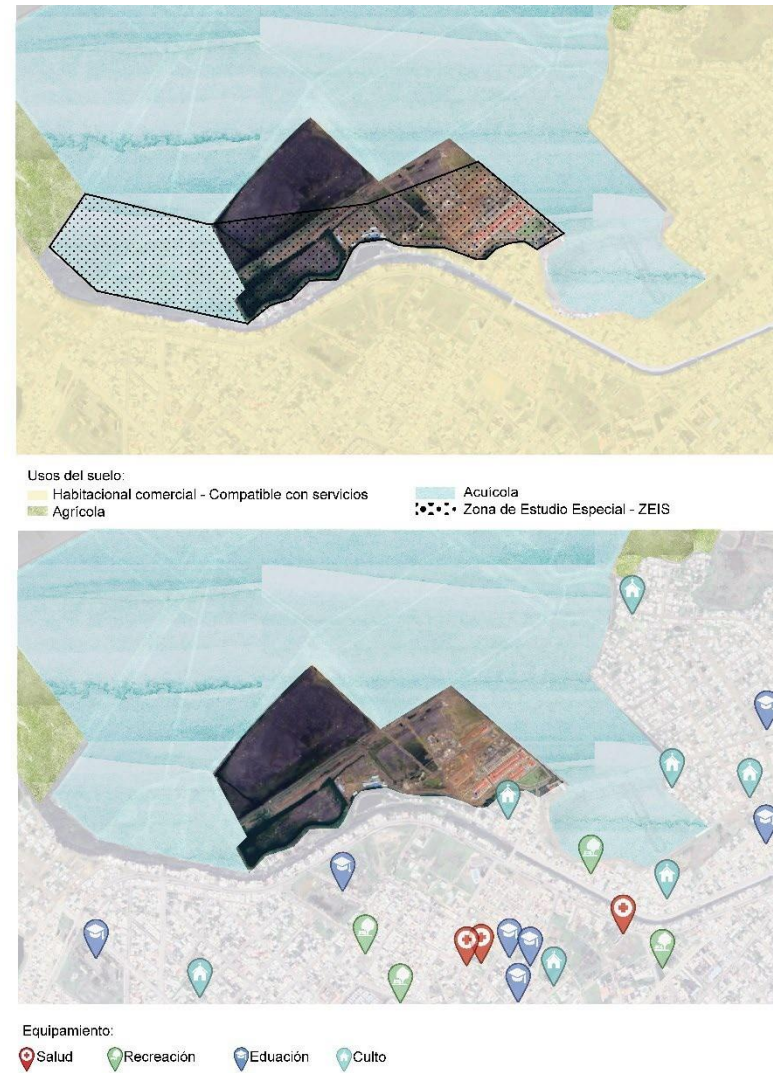 Usos del suelo:
Habitacional comercial - Compatible con servicios
Agrícola
Acuícola
Zona de Estudio Especial - ZEIS
Equipamiento:
Salud Recreación Eduación Culto